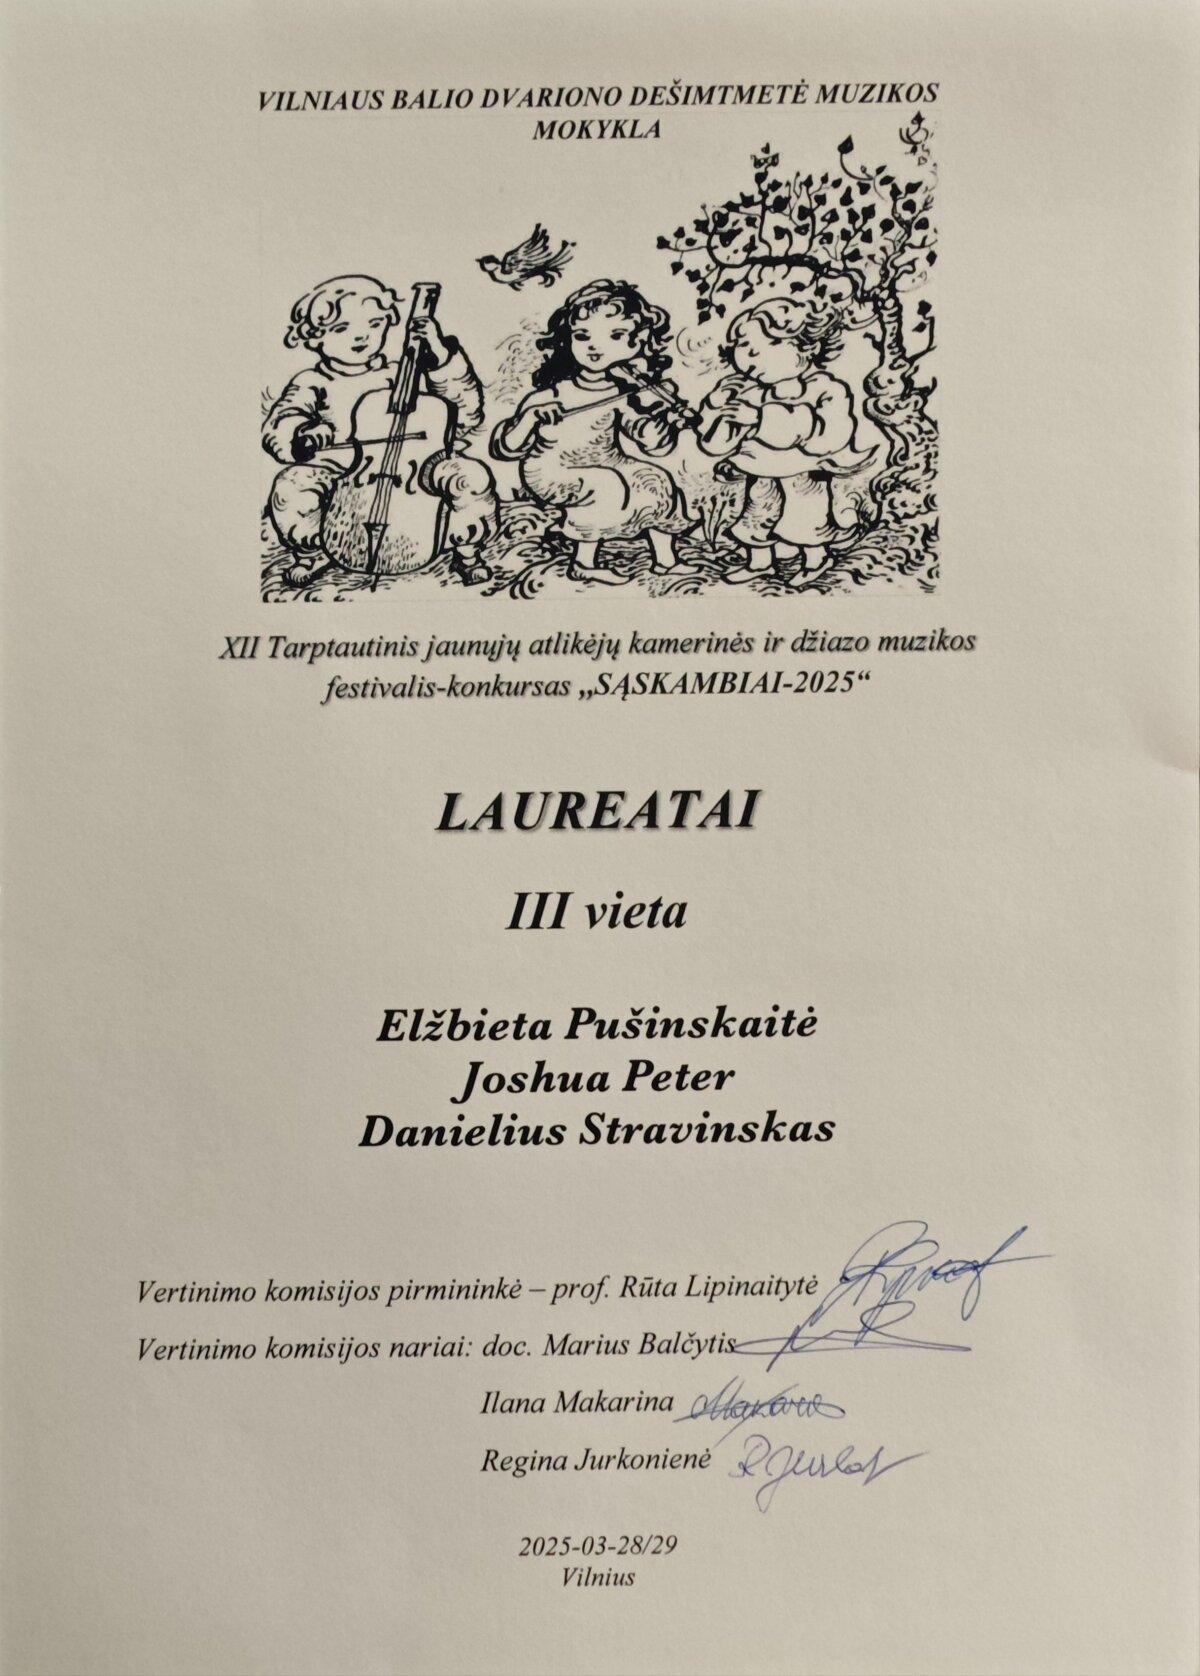 VILNIAUS BALIO DVARIONO DEŠIMTMETĖ MUZIKOS
MOKYKLA
XII Tarptautinis jaunųjų atlikėjų kamerinės ir džiazo muzikos
festivalis-konkursas „SĄSKAMBIAI-2025“
LAUREATAI
III vieta
Elžbieta Pušinskaitė
Joshua Peter
Danielius Stravinskas
Vertinimo komisijos pirmininkė – prof. Rūta Lipinaitytė
Vertinimo komisijos nariai: doc. Marius Balčytis
Ilana Makarina
Regina Jurkonienė
2025-03-28/29
Vilnius